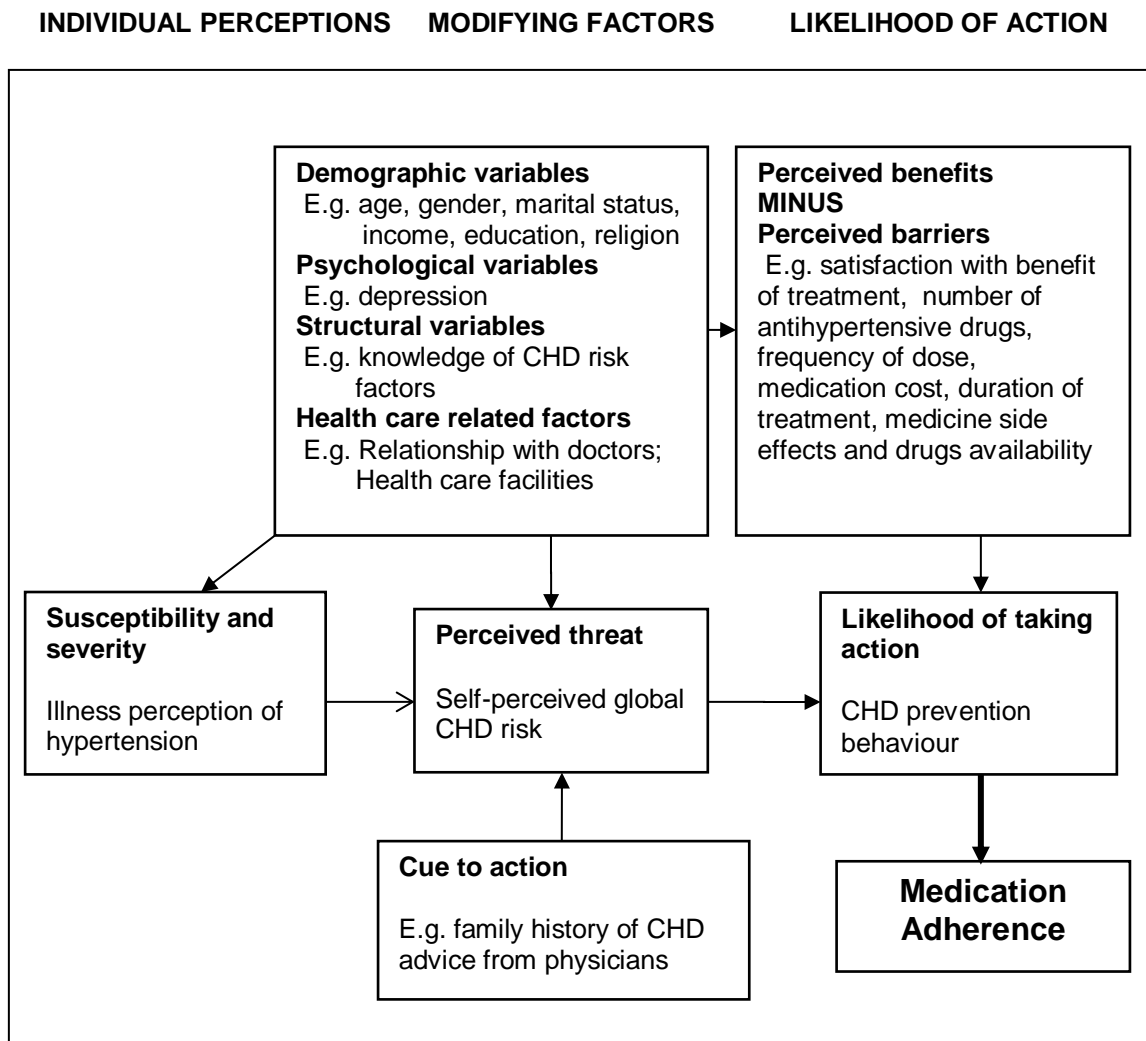 INDIVIDUAL PERCEPTIONS MODIFYING FACTORS LIKELIHOOD OF ACTION
Demographic variables
E.g. age, gender, marital status,
income, education, religion
Psychological variables
E.g. depression
Structural variables
E.g. knowledge of CHD risk
factors
Health care related factors
E.g. Relationship with doctors;
Health care facilities
Perceived benefits
MINUS
Perceived barriers
E.g. satisfaction with benefit
of treatment, number of
antihypertensive drugs,
frequency of dose,
medication cost, duration of
treatment, medicine side
effects and drugs availability
Susceptibility and
severity
Illness perception of
hypertension
Perceived threat
Self-perceived global
CHD risk
Likelihood of taking
action
CHD prevention
behaviour
Cue to action
E.g. family history of CHD
advice from physicians
Medication
Adherence